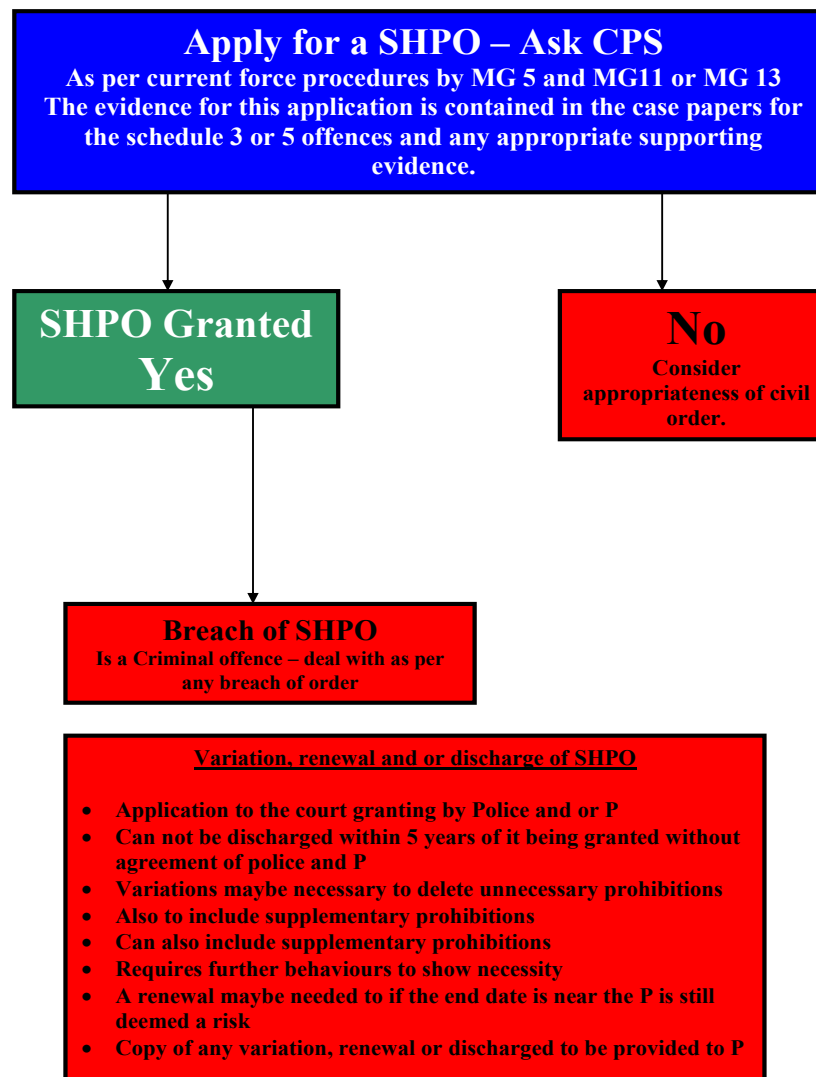 Apply for a SHPO – Ask CPS
As per current force procedures by MG 5 and MG11 or MG 13
The evidence for this application is contained in the case papers for
the schedule 3 or 5 offences and any appropriate supporting
evidence.
SHPO Granted
Yes
No
Consider
appropriateness of civil
order.
Breach of SHPO
Is a Criminal offence – deal with as per
any breach of order
Variation, renewal and or discharge of SHPO
• Application to the court granting by Police and or P
• Can not be discharged within 5 years of it being granted without
agreement of police and P
• Variations maybe necessary to delete unnecessary prohibitions
• Also to include supplementary prohibitions
• Can also include supplementary prohibitions
• Requires further behaviours to show necessity
• A renewal maybe needed to if the end date is near the P is still
deemed a risk
• Copy of any variation, renewal or discharged to be provided to P